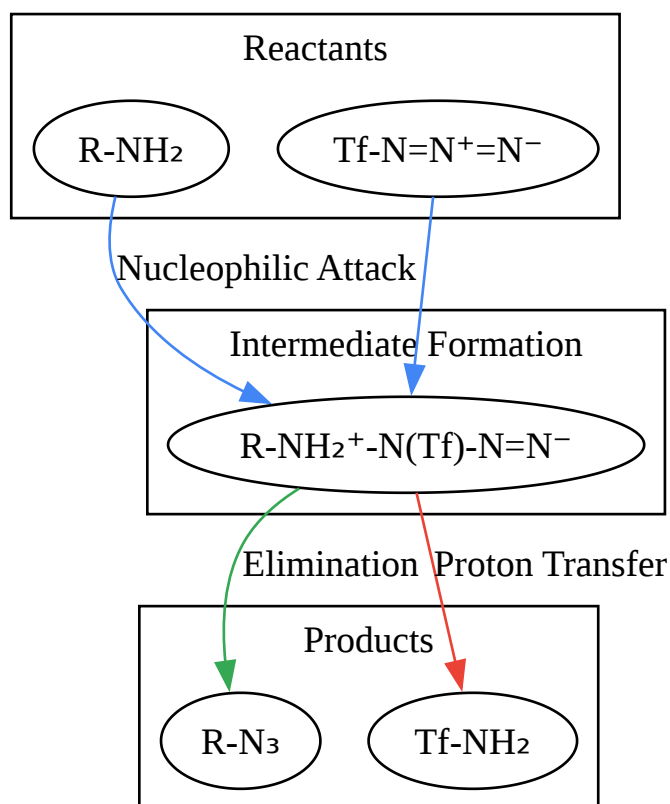 Reactants
R-NH₂
Tf-N=N⁺=N⁻
Nucleophilic Attack
Intermediate Formation
R-NH₂⁺-N(Tf)-N=N⁻
Elimination
Proton Transfer
Products
R-N₃
Tf-NH₂